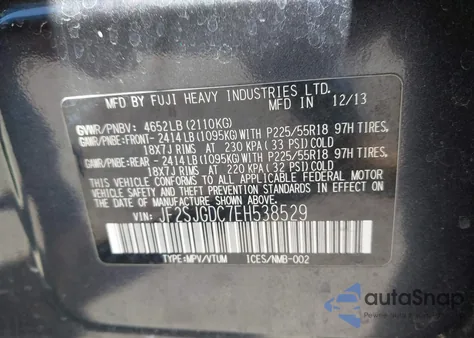 MFD BY FUJI HEAVY INDUSTRIES LTD.
MADE IN 12/13
GVWR/PNBV: 4652LB (2110KG)
GAWR/PNBE:FRONT- 2414LB (1095KG) WITH P225/55R18 97H TIRES,
18X7J RIMS AT 230 KPA (33 PSI) COLD
GAWR/PNBE:REAR - 2414LB (1095KG) WITH P225/55R18 97H TIRES,
18X7J RIMS AT 220 KPA (32 PSI) COLD
THIS VEHICLE CONFORMS TO ALL APPLICABLE FEDERAL MOTOR
VEHICLE SAFETY STANDARDS IN EFFECT ON
THE DATE OF MANUFACTURE SHOWN ABOVE.
VIN: JF2SJGDC7EH538529
TYPE:MPV/VTUM ICES/NMB-002
autoSnap